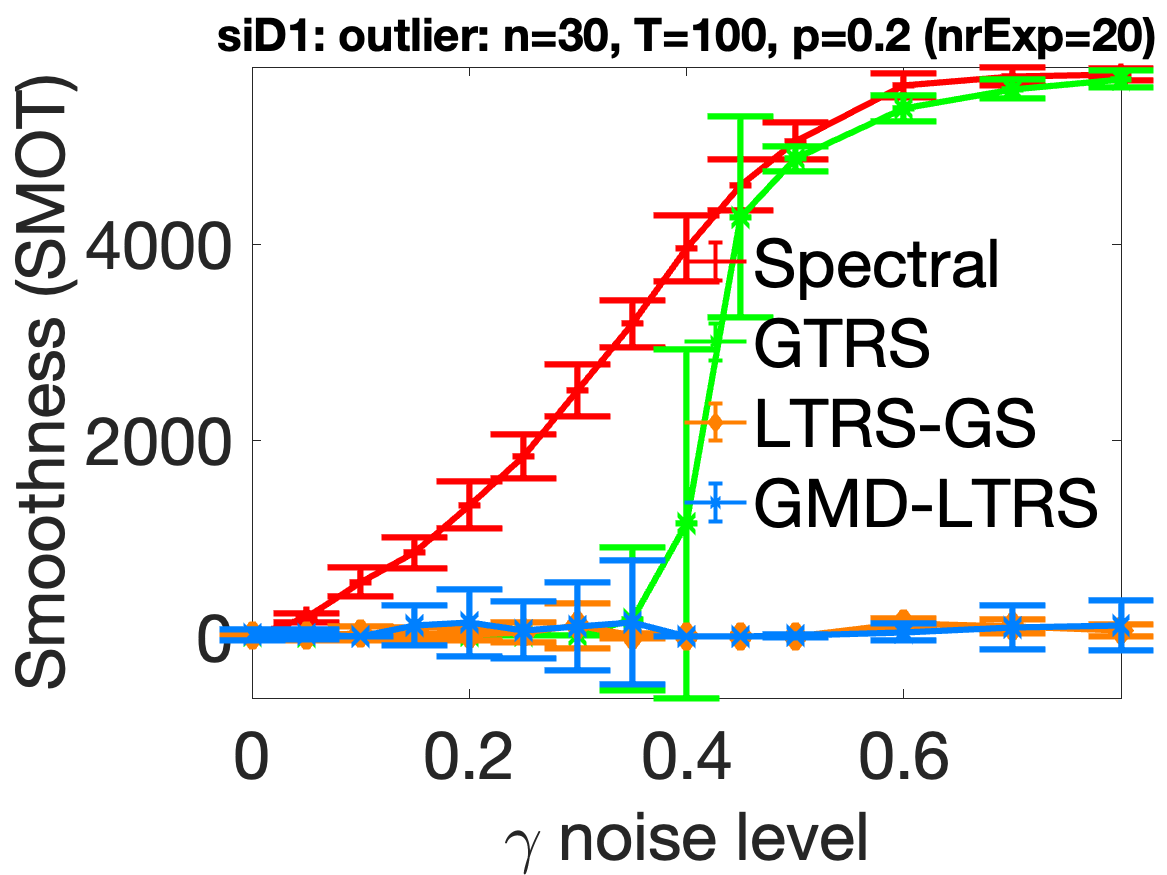 siD1: outlier: n=30, T=100, p=0.2 (nrExp=20)
Smoothness (SMOT)
4000
2000
0
Spectral
GTRS
LTRS-GS
GMD-LTRS
0 0.2 0.4 0.6
γ noise level